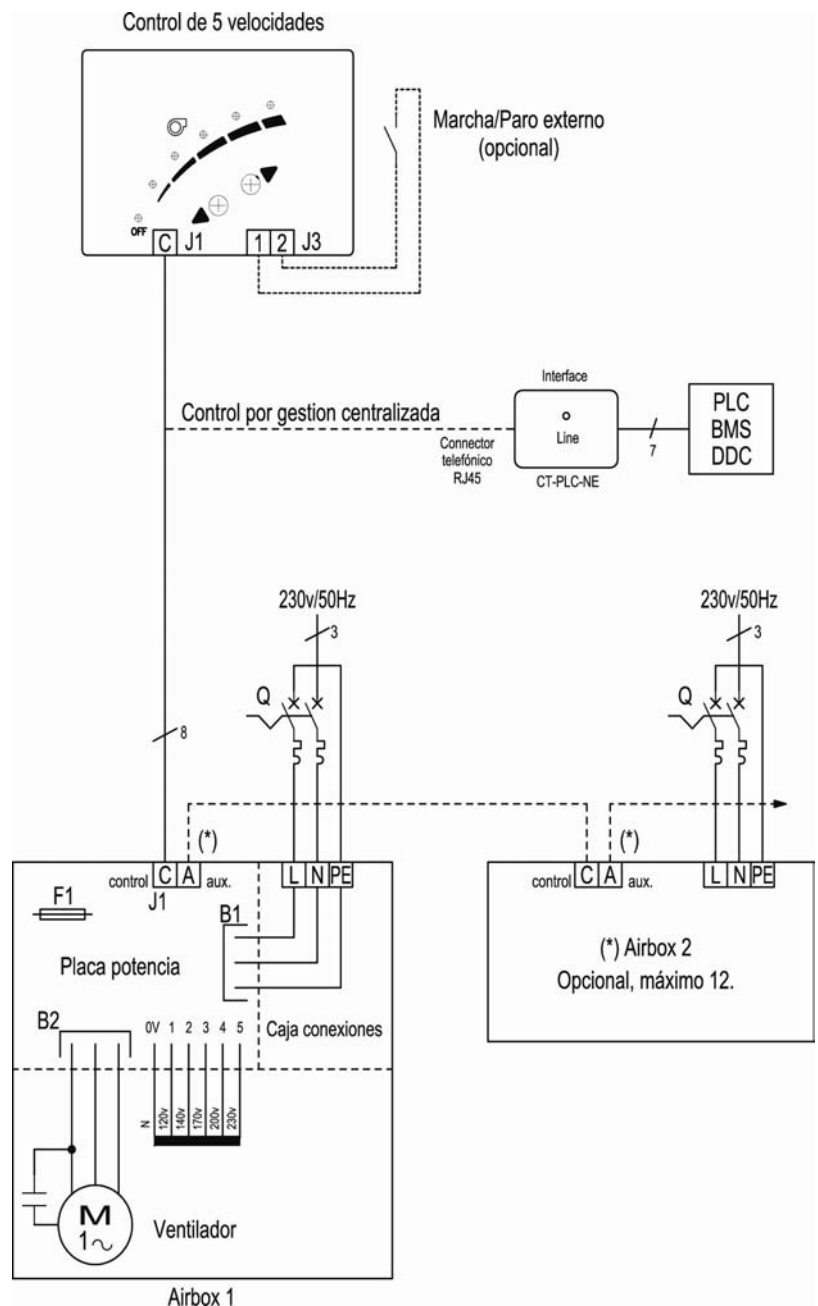 Control de 5 velocidades
OFF
C J1 1 2 J3
Marcha/Paro externo
(opcional)
Control por gestion centralizada
Connector
telefónico
RJ45
Interface
Line
CT-PLC-NE
7
PLC
BMS
DDC
230v/50Hz
3
Q
8
230v/50Hz
3
Q
(*)
(*)
control C A aux.
J1
L N PE
F1
B1
Placa potencia
B2
0V 1 2 3 4 5
Caja conexiones
N 120v 140v 170v 200v 230v
M
1~
Ventilador
Airbox 1
control C A aux.
L N PE
(*) Airbox 2
Opcional, máximo 12.